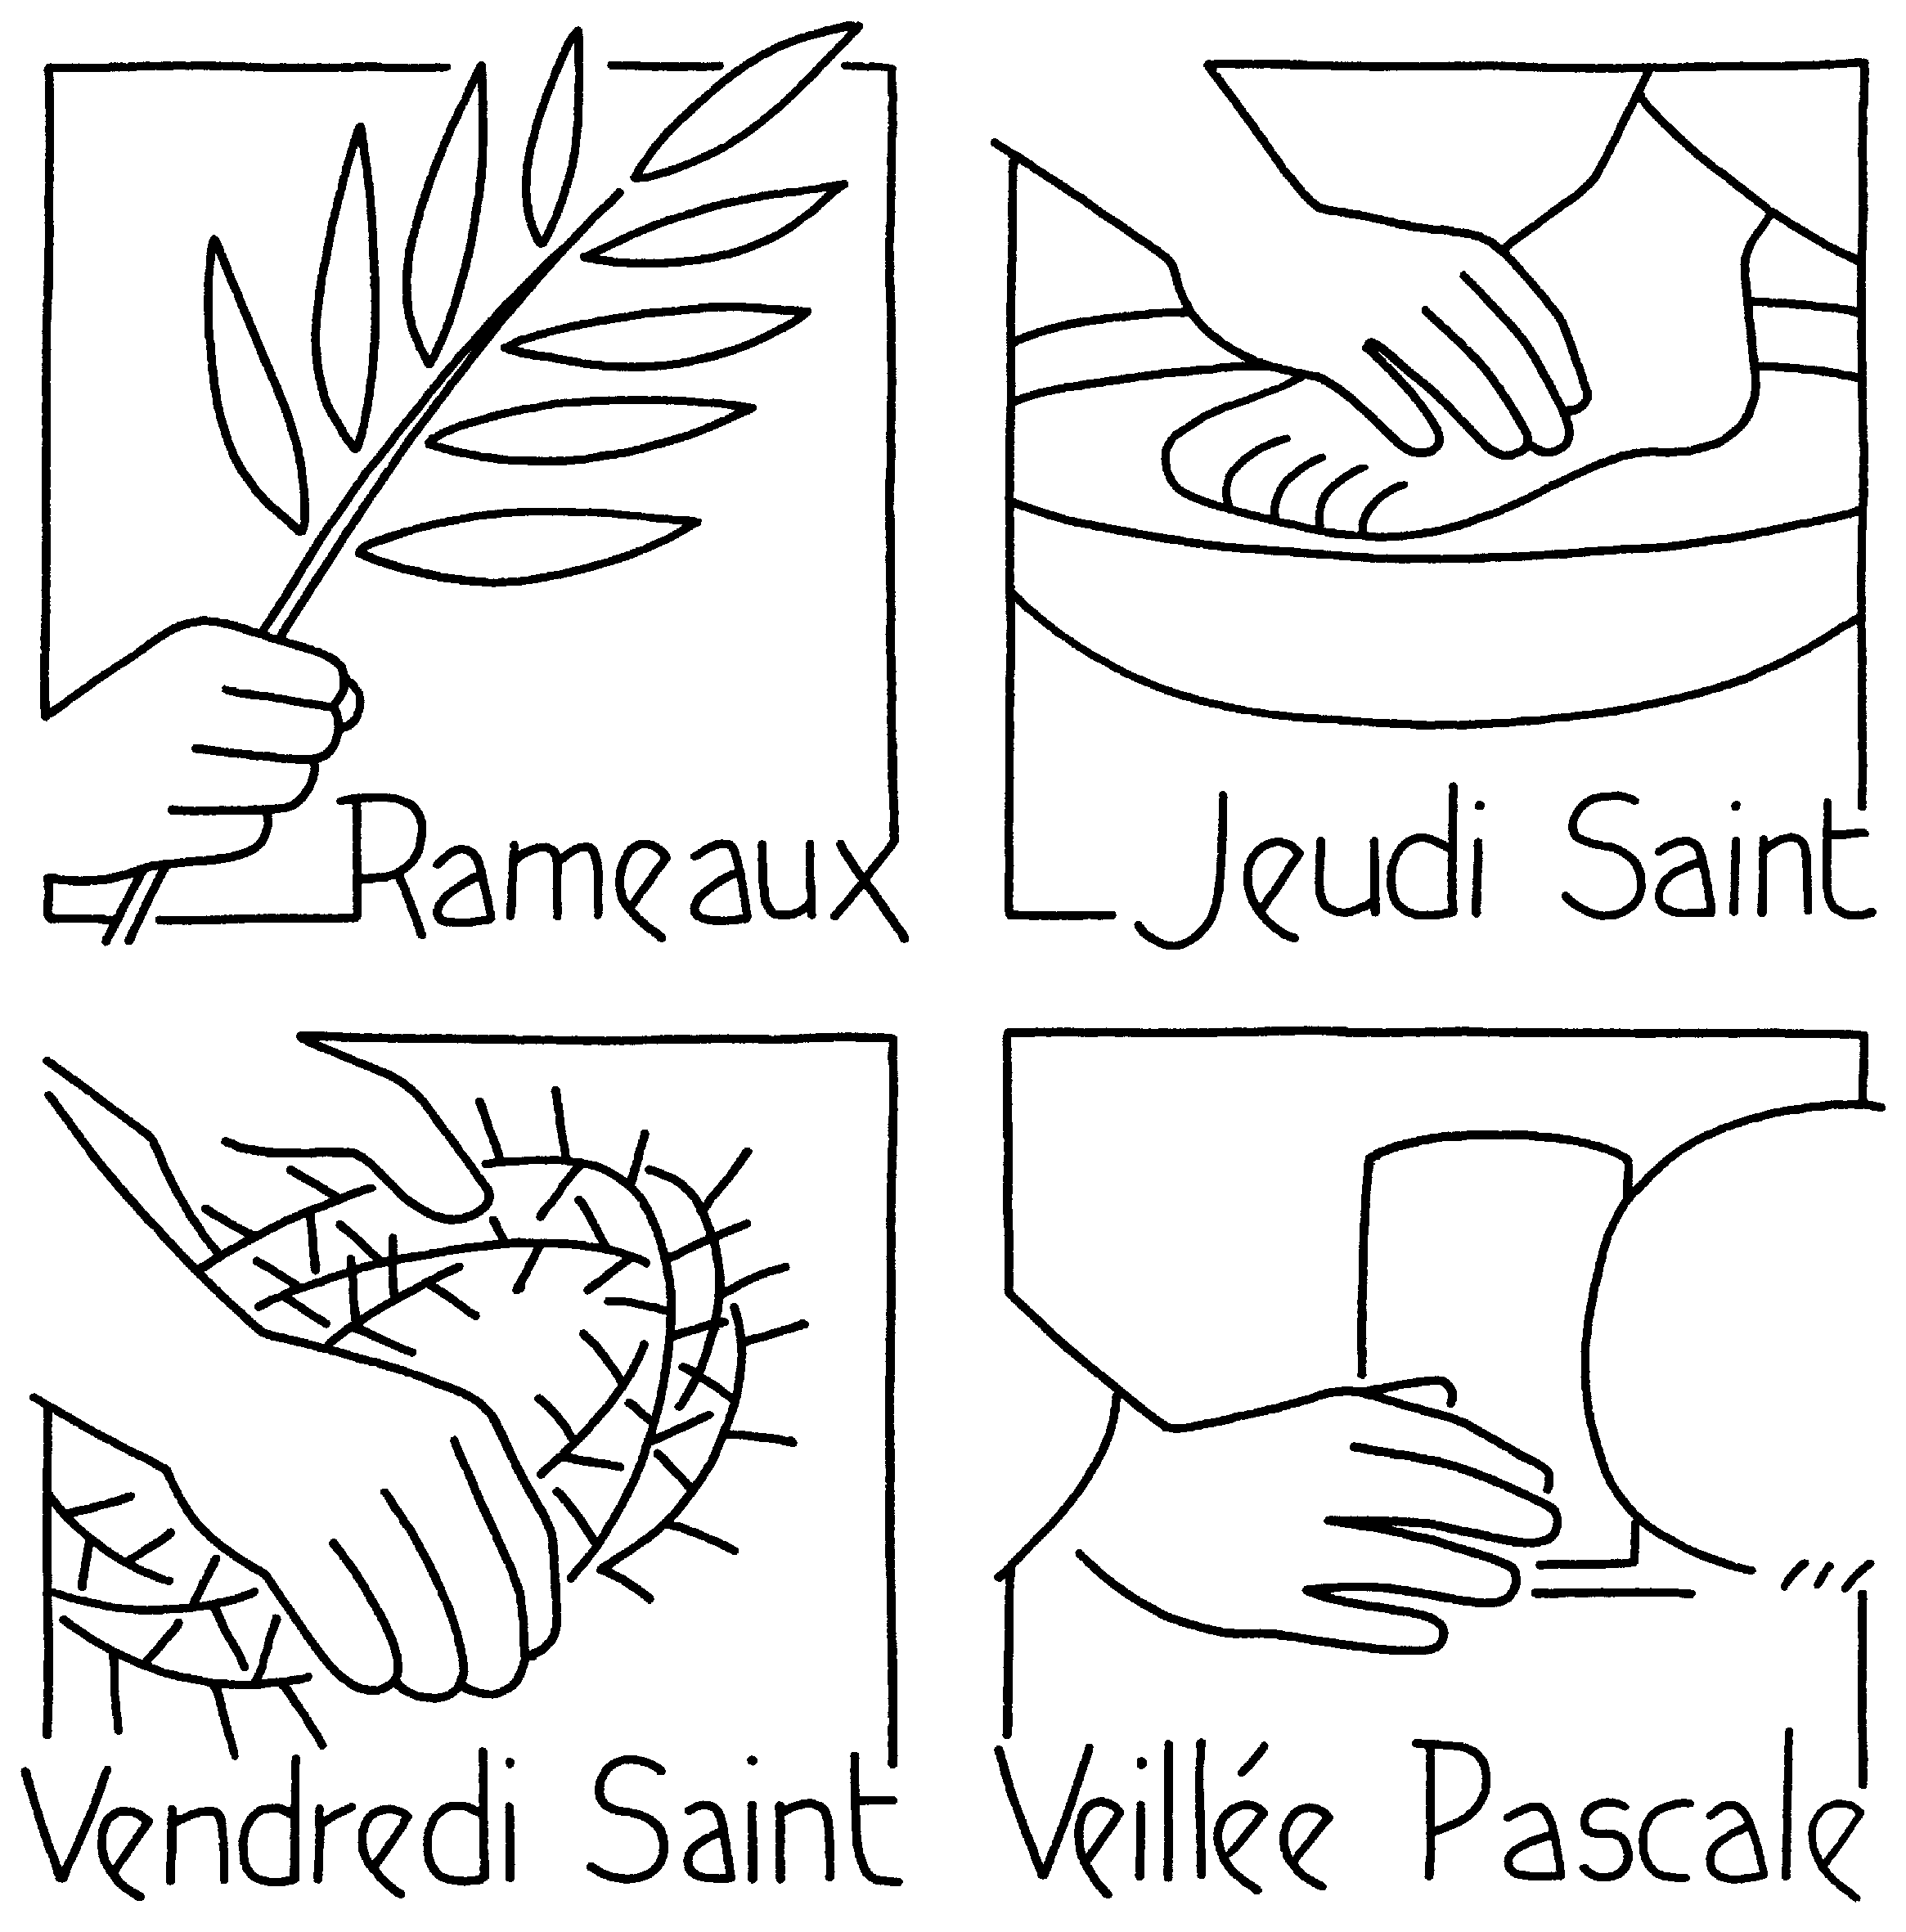 Rameaux
Jeudi Saint
Vendredi Saint
Veillée Pascale